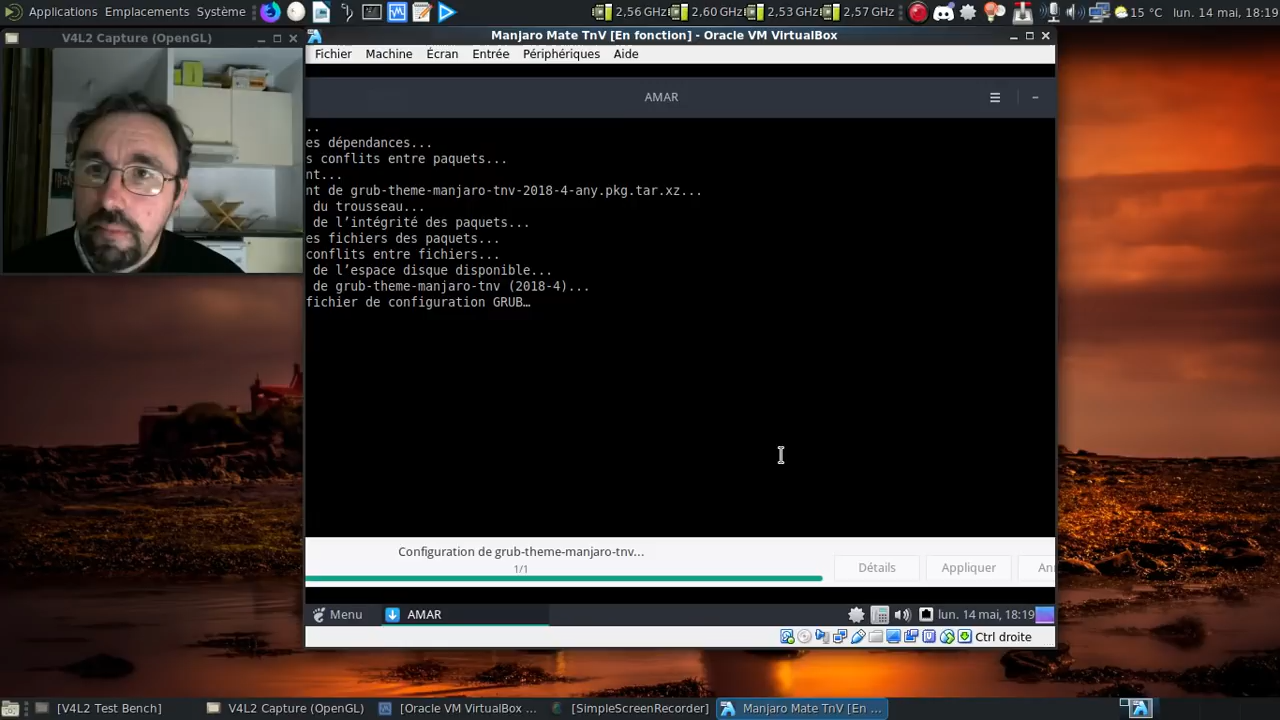 Applications Emplacements Système
2,56 GHz 2,60 GHz 2,53 GHz 2,57 GHz 15 °C lun. 14 mai, 18:19
V4L2 Capture (OpenGL)
Manjaro Mate TnV [En fonction] - Oracle VM VirtualBox
Fichier Machine Écran Entrée Périphériques Aide
AMAR
..
es dépendances...
s conflits entre paquets...
nt...
nt de grub-theme-manjaro-tnv-2018-4-any.pkg.tar.xz...
du trousseau...
de l’intégrité des paquets...
es fichiers des paquets...
conflits entre fichiers...
de l’espace disque disponible...
de grub-theme-manjaro-tnv (2018-4)...
fichier de configuration GRUB…
Configuration de grub-theme-manjaro-tnv...
1/1
Détails Appliquer An
Menu AMAR lun. 14 mai, 18:19
Ctrl droite
[V4L2 Test Bench] V4L2 Capture (OpenGL) [Oracle VM VirtualBox ... [SimpleScreenRecorder] Manjaro Mate TnV [En ...